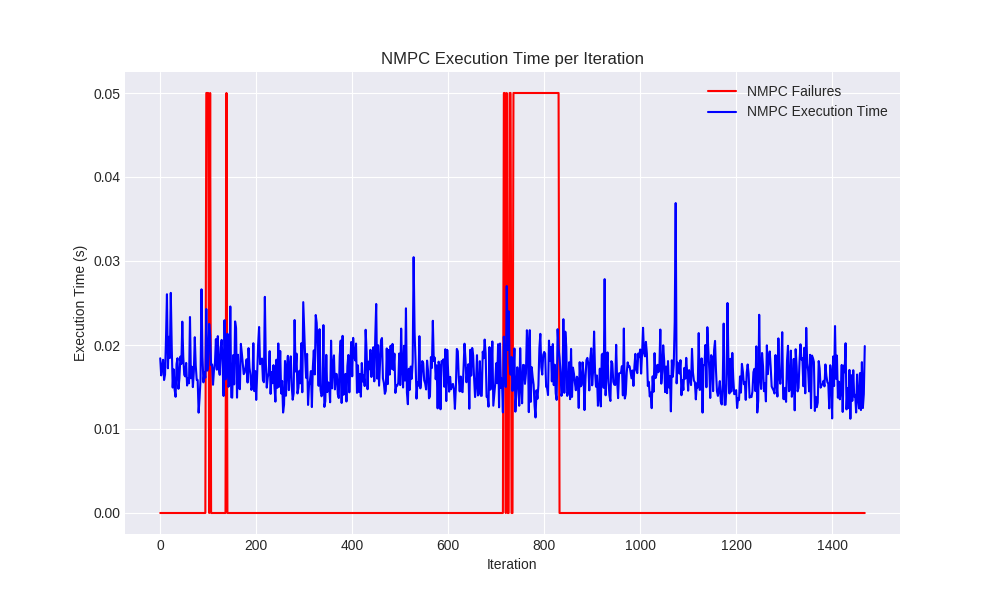 NMPC Execution Time per Iteration
NMPC Failures
NMPC Execution Time
0.05
0.04
0.03
0.02
0.01
0.00
Execution Time (s)
0 200 400 600 800 1000 1200 1400
Iteration